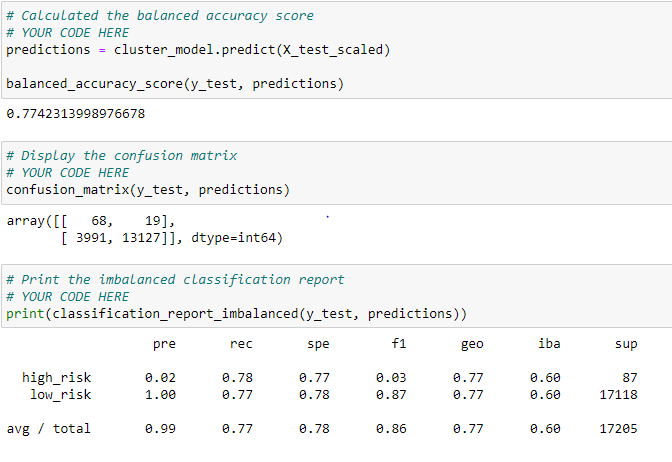 # Calculated the balanced accuracy score
# YOUR CODE HERE
predictions = cluster_model.predict(X_test_scaled)
balanced_accuracy_score(y_test, predictions)
0.7742313998976678
# Display the confusion matrix
# YOUR CODE HERE
confusion_matrix(y_test, predictions)
array([[   68,    19],
       [ 3991, 13127]], dtype=int64)
# Print the imbalanced classification report
# YOUR CODE HERE
print(classification_report_imbalanced(y_test, predictions))
pre rec spe f1 geo iba sup
high_risk 0.02 0.78 0.77 0.03 0.77 0.60 87
low_risk 1.00 0.77 0.78 0.87 0.77 0.60 17118
avg / total 0.99 0.77 0.78 0.86 0.77 0.60 17205